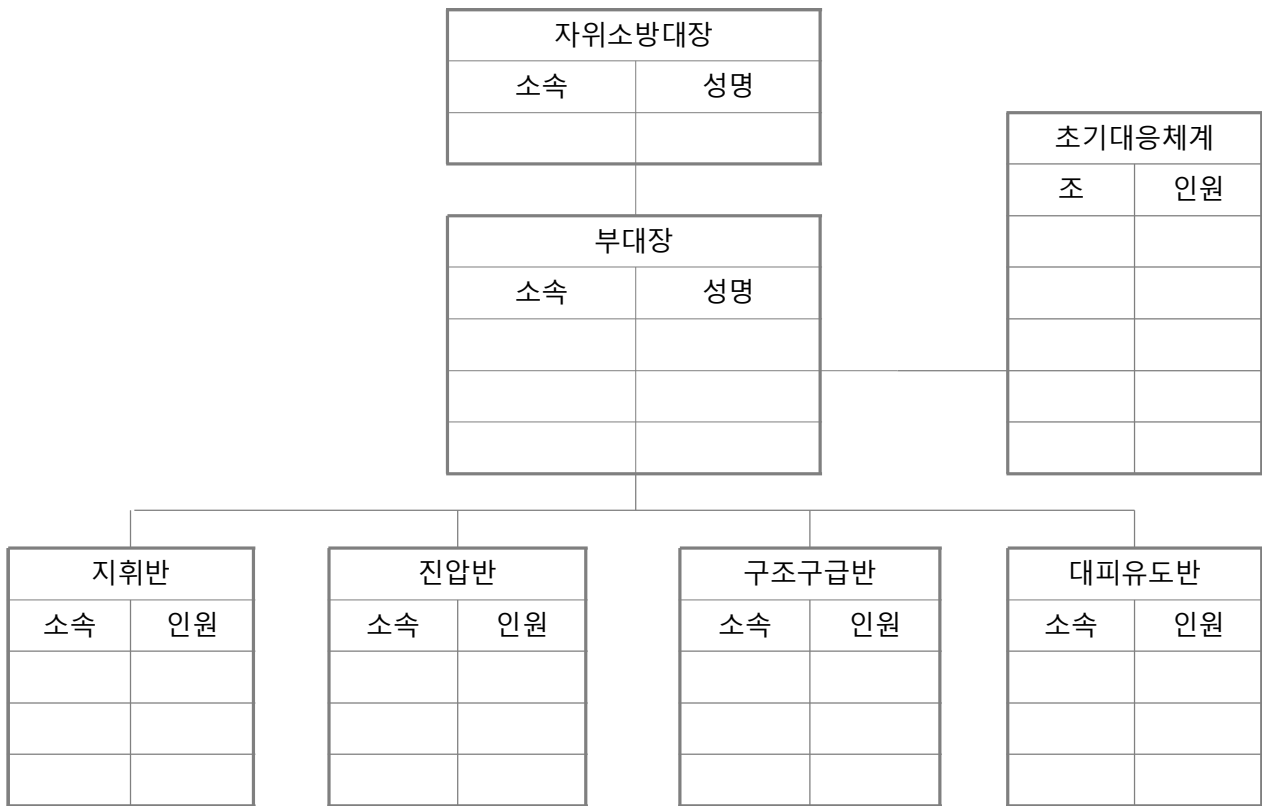 자위소방대장
소속 성명
초기대응체계
조 인원
부대장
소속 성명
지휘반 진압반 구조구급반 대피유도반
소속 인원 소속 인원 소속 인원 소속 인원